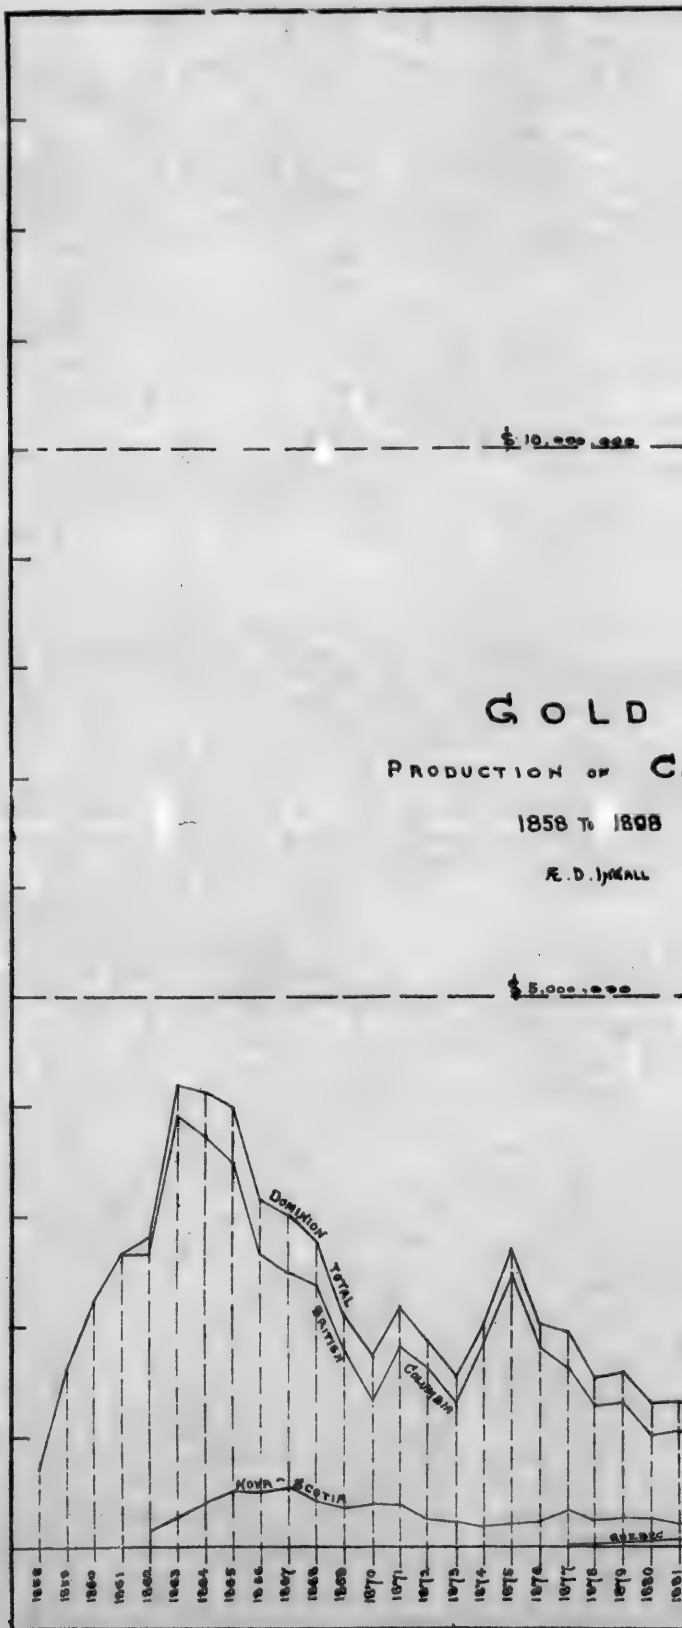 $ 10,000,000
GOLD
PRODUCTION OF C
1858 To 1898
Æ.D.
$ 5,000,000
DOMINION TOTAL
BRITISH COLUMBIA
NOVA-SCOTIA
QUEBEC
1858 1859 1860 1861 1862 1863 1864 1865 1866 1867 1868 1869 1870 1871 1872 1873 1874 1875 1876 1877 1878 1879 1880 1881